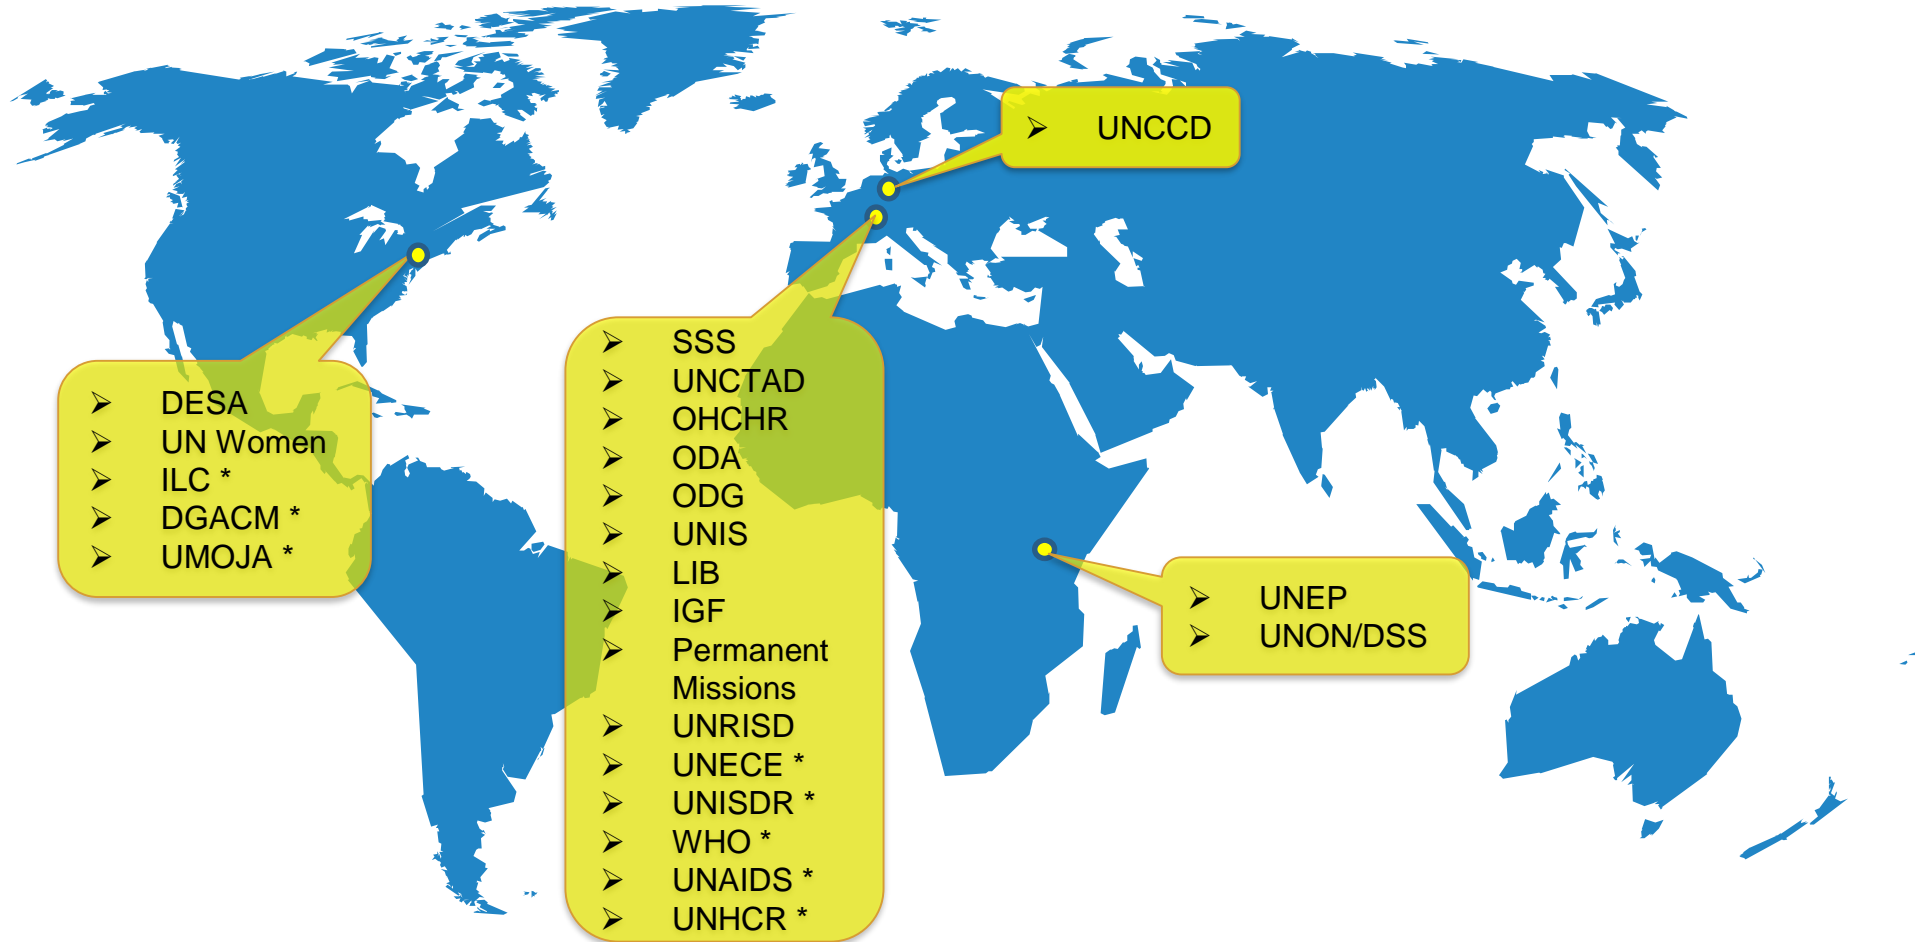 ➢ UNCCD
➢ DESA
➢ UN Women
➢ ILC *
➢ DGACM *
➢ UMOJA *
➢ SSS
➢ UNCTAD
➢ OHCHR
➢ ODA
➢ ODG
➢ UNIS
➢ LIB
➢ IGF
➢ Permanent
Missions
➢ UNRISD
➢ UNECE *
➢ UNISDR *
➢ WHO *
➢ UNAIDS *
➢ UNHCR *
➢ UNEP
➢ UNON/DSS